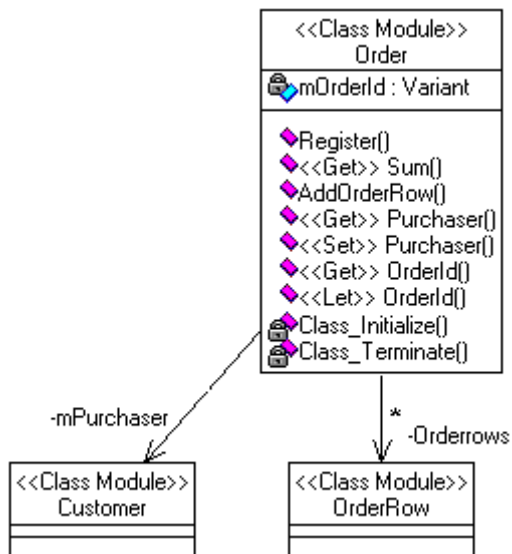 <<Class Module>>
Order
mOrderId : Variant
Register()
<<Get>> Sum()
AddOrderRow()
<<Get>> Purchaser()
<<Set>> Purchaser()
<<Get>> OrderId()
<<Let>> OrderId()
Class_Initialize()
Class_Terminate()
-mPurchaser
*
-Orderrows
<<Class Module>>
Customer
<<Class Module>>
OrderRow